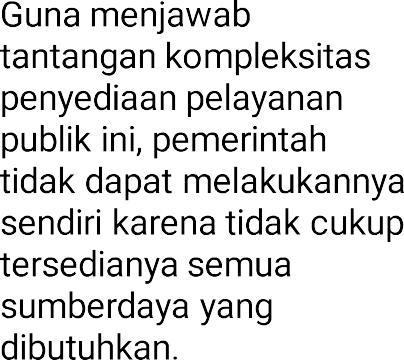 Guna menjawab
tantangan kompleksitas
penyediaan pelayanan
publik ini, pemerintah
tidak dapat melakukannya
sendiri karena tidak cukup
tersedianya semua
sumberdaya yang
dibutuhkan.